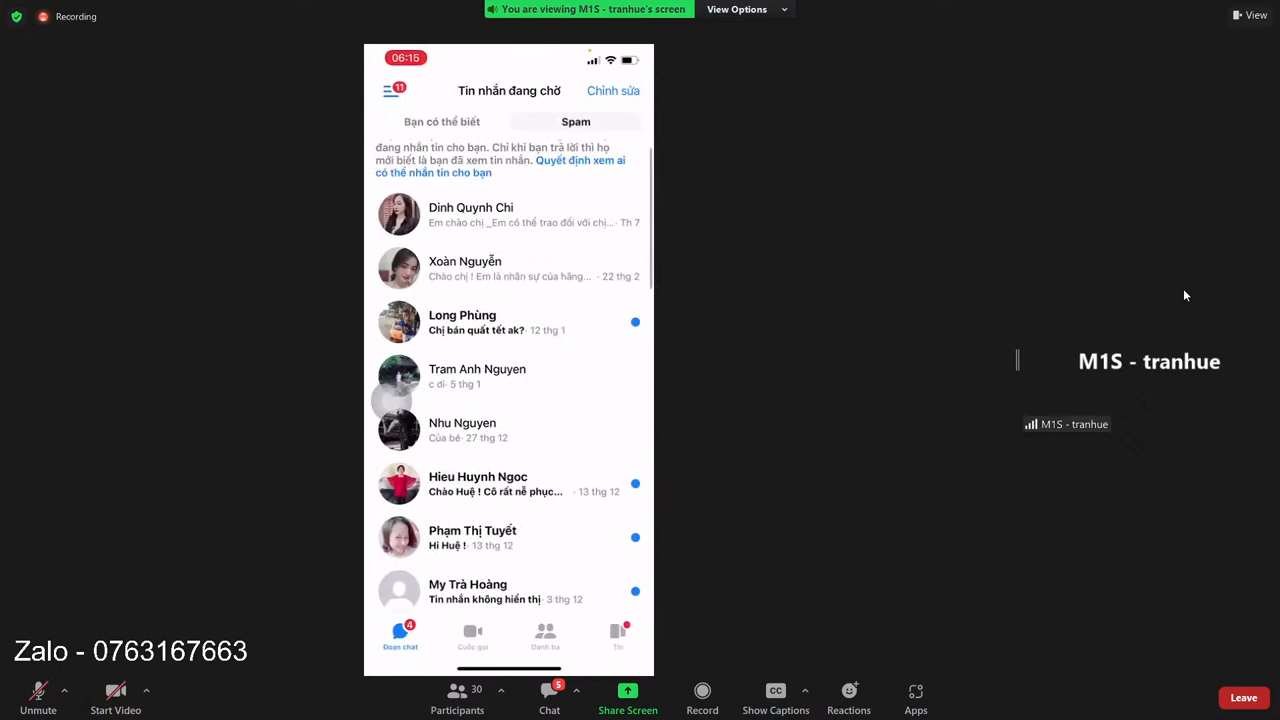 Recording
You are viewing M1S - tranhue's screen
View Options
View
06:15
11
Tin nhắn đang chờ
Chỉnh sửa
Bạn có thể biết
Spam
đang nhắn tin cho bạn. Chỉ khi bạn trả lời thì họ
mới biết là bạn đã xem tin nhắn. Quyết định xem ai
có thể nhắn tin cho bạn
Dinh Quynh Chi
Em chào chị _Em có thể trao đổi với chị... · Th 7
Xoàn Nguyễn
Chào chị ! Em là nhân sự của hãng... · 22 thg 2
Long Phùng
Chị bán quất tết ak? · 12 thg 1
Tram Anh Nguyen
c ơi · 5 thg 1
Nhu Nguyen
Của bé · 27 thg 12
Hieu Huynh Ngoc
Chào Huệ ! Cô rất nễ phục... · 13 thg 12
Phạm Thị Tuyết
Hi Huệ ! · 13 thg 12
My Trà Hoàng
Tin nhắn không hiển thị · 3 thg 12
4
Đoạn chat
Cuộc gọi
Danh bạ
Tin
M1S - tranhue
M1S - tranhue
Zalo - 0763167663
Unmute
Start Video
30
Participants
5
Chat
Share Screen
Record
CC
Show Captions
Reactions
Apps
Leave